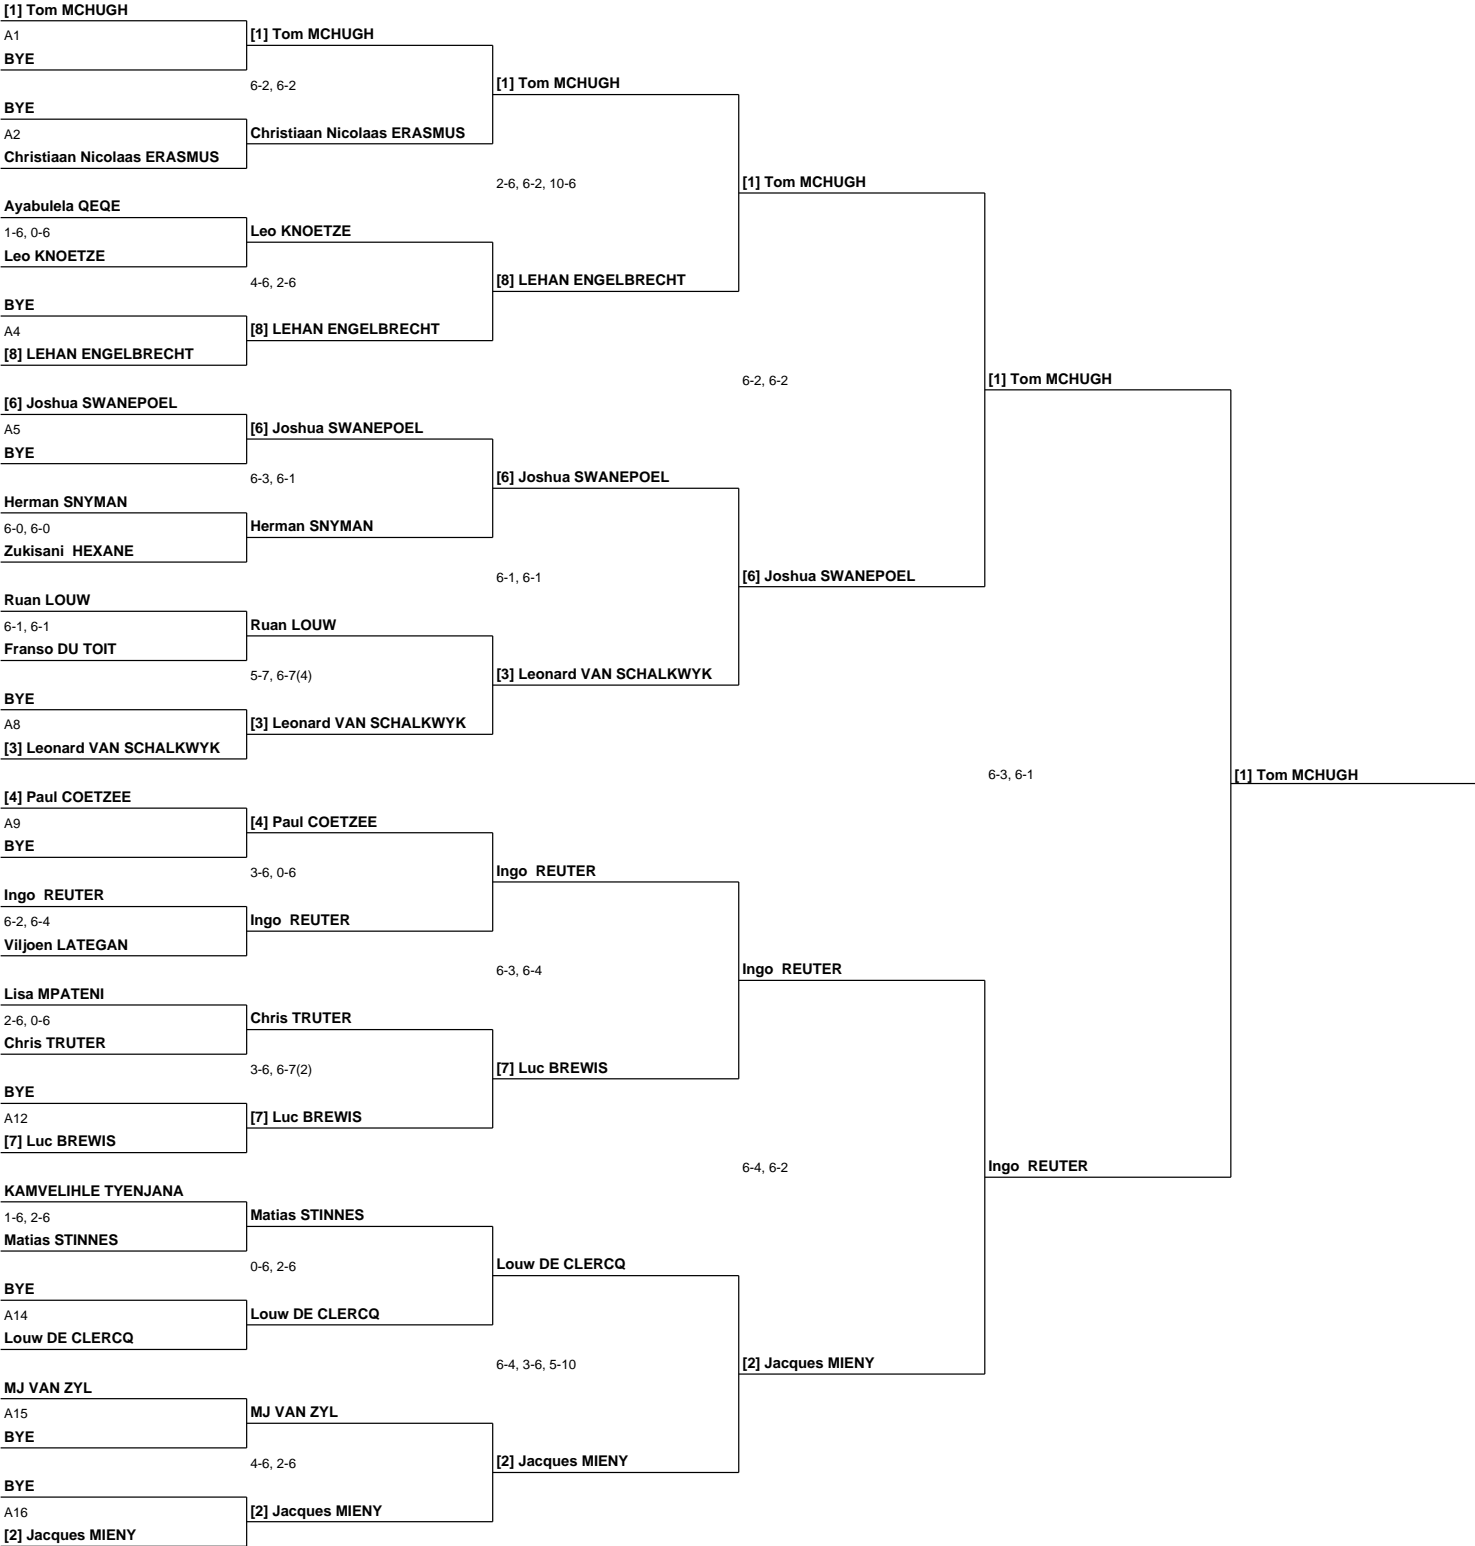 [1] Tom MCHUGH
A1
BYE
BYE
A2
Christiaan Nicolaas ERASMUS
Ayabulela QEQE
1-6, 0-6
Leo KNOETZE
BYE
A4
[8] LEHAN ENGELBRECHT
[6] Joshua SWANEPOEL
A5
BYE
Herman SNYMAN
6-0, 6-0
Zukisani  HEXANE
Ruan LOUW
6-1, 6-1
Franso DU TOIT
BYE
A8
[3] Leonard VAN SCHALKWYK
[4] Paul COETZEE
A9
BYE
Ingo  REUTER
6-2, 6-4
Viljoen LATEGAN
Lisa MPATENI
2-6, 0-6
Chris TRUTER
BYE
A12
[7] Luc BREWIS
KAMVELIHLE TYENJANA
1-6, 2-6
Matias STINNES
BYE
A14
Louw DE CLERCQ
MJ VAN ZYL
A15
BYE
BYE
A16
[2] Jacques MIENY
[1] Tom MCHUGH
6-2, 6-2
Christiaan Nicolaas ERASMUS
Leo KNOETZE
4-6, 2-6
[8] LEHAN ENGELBRECHT
[6] Joshua SWANEPOEL
6-3, 6-1
Herman SNYMAN
Ruan LOUW
5-7, 6-7(4)
[3] Leonard VAN SCHALKWYK
[4] Paul COETZEE
3-6, 0-6
Ingo  REUTER
Chris TRUTER
3-6, 6-7(2)
[7] Luc BREWIS
Matias STINNES
0-6, 2-6
Louw DE CLERCQ
MJ VAN ZYL
4-6, 2-6
[2] Jacques MIENY
[1] Tom MCHUGH
2-6, 6-2, 10-6
[8] LEHAN ENGELBRECHT
[6] Joshua SWANEPOEL
6-1, 6-1
[3] Leonard VAN SCHALKWYK
Ingo  REUTER
6-3, 6-4
[7] Luc BREWIS
Louw DE CLERCQ
6-4, 3-6, 5-10
[2] Jacques MIENY
[1] Tom MCHUGH
6-2, 6-2
[6] Joshua SWANEPOEL
Ingo  REUTER
6-4, 6-2
[2] Jacques MIENY
[1] Tom MCHUGH
6-3, 6-1
Ingo  REUTER
[1] Tom MCHUGH